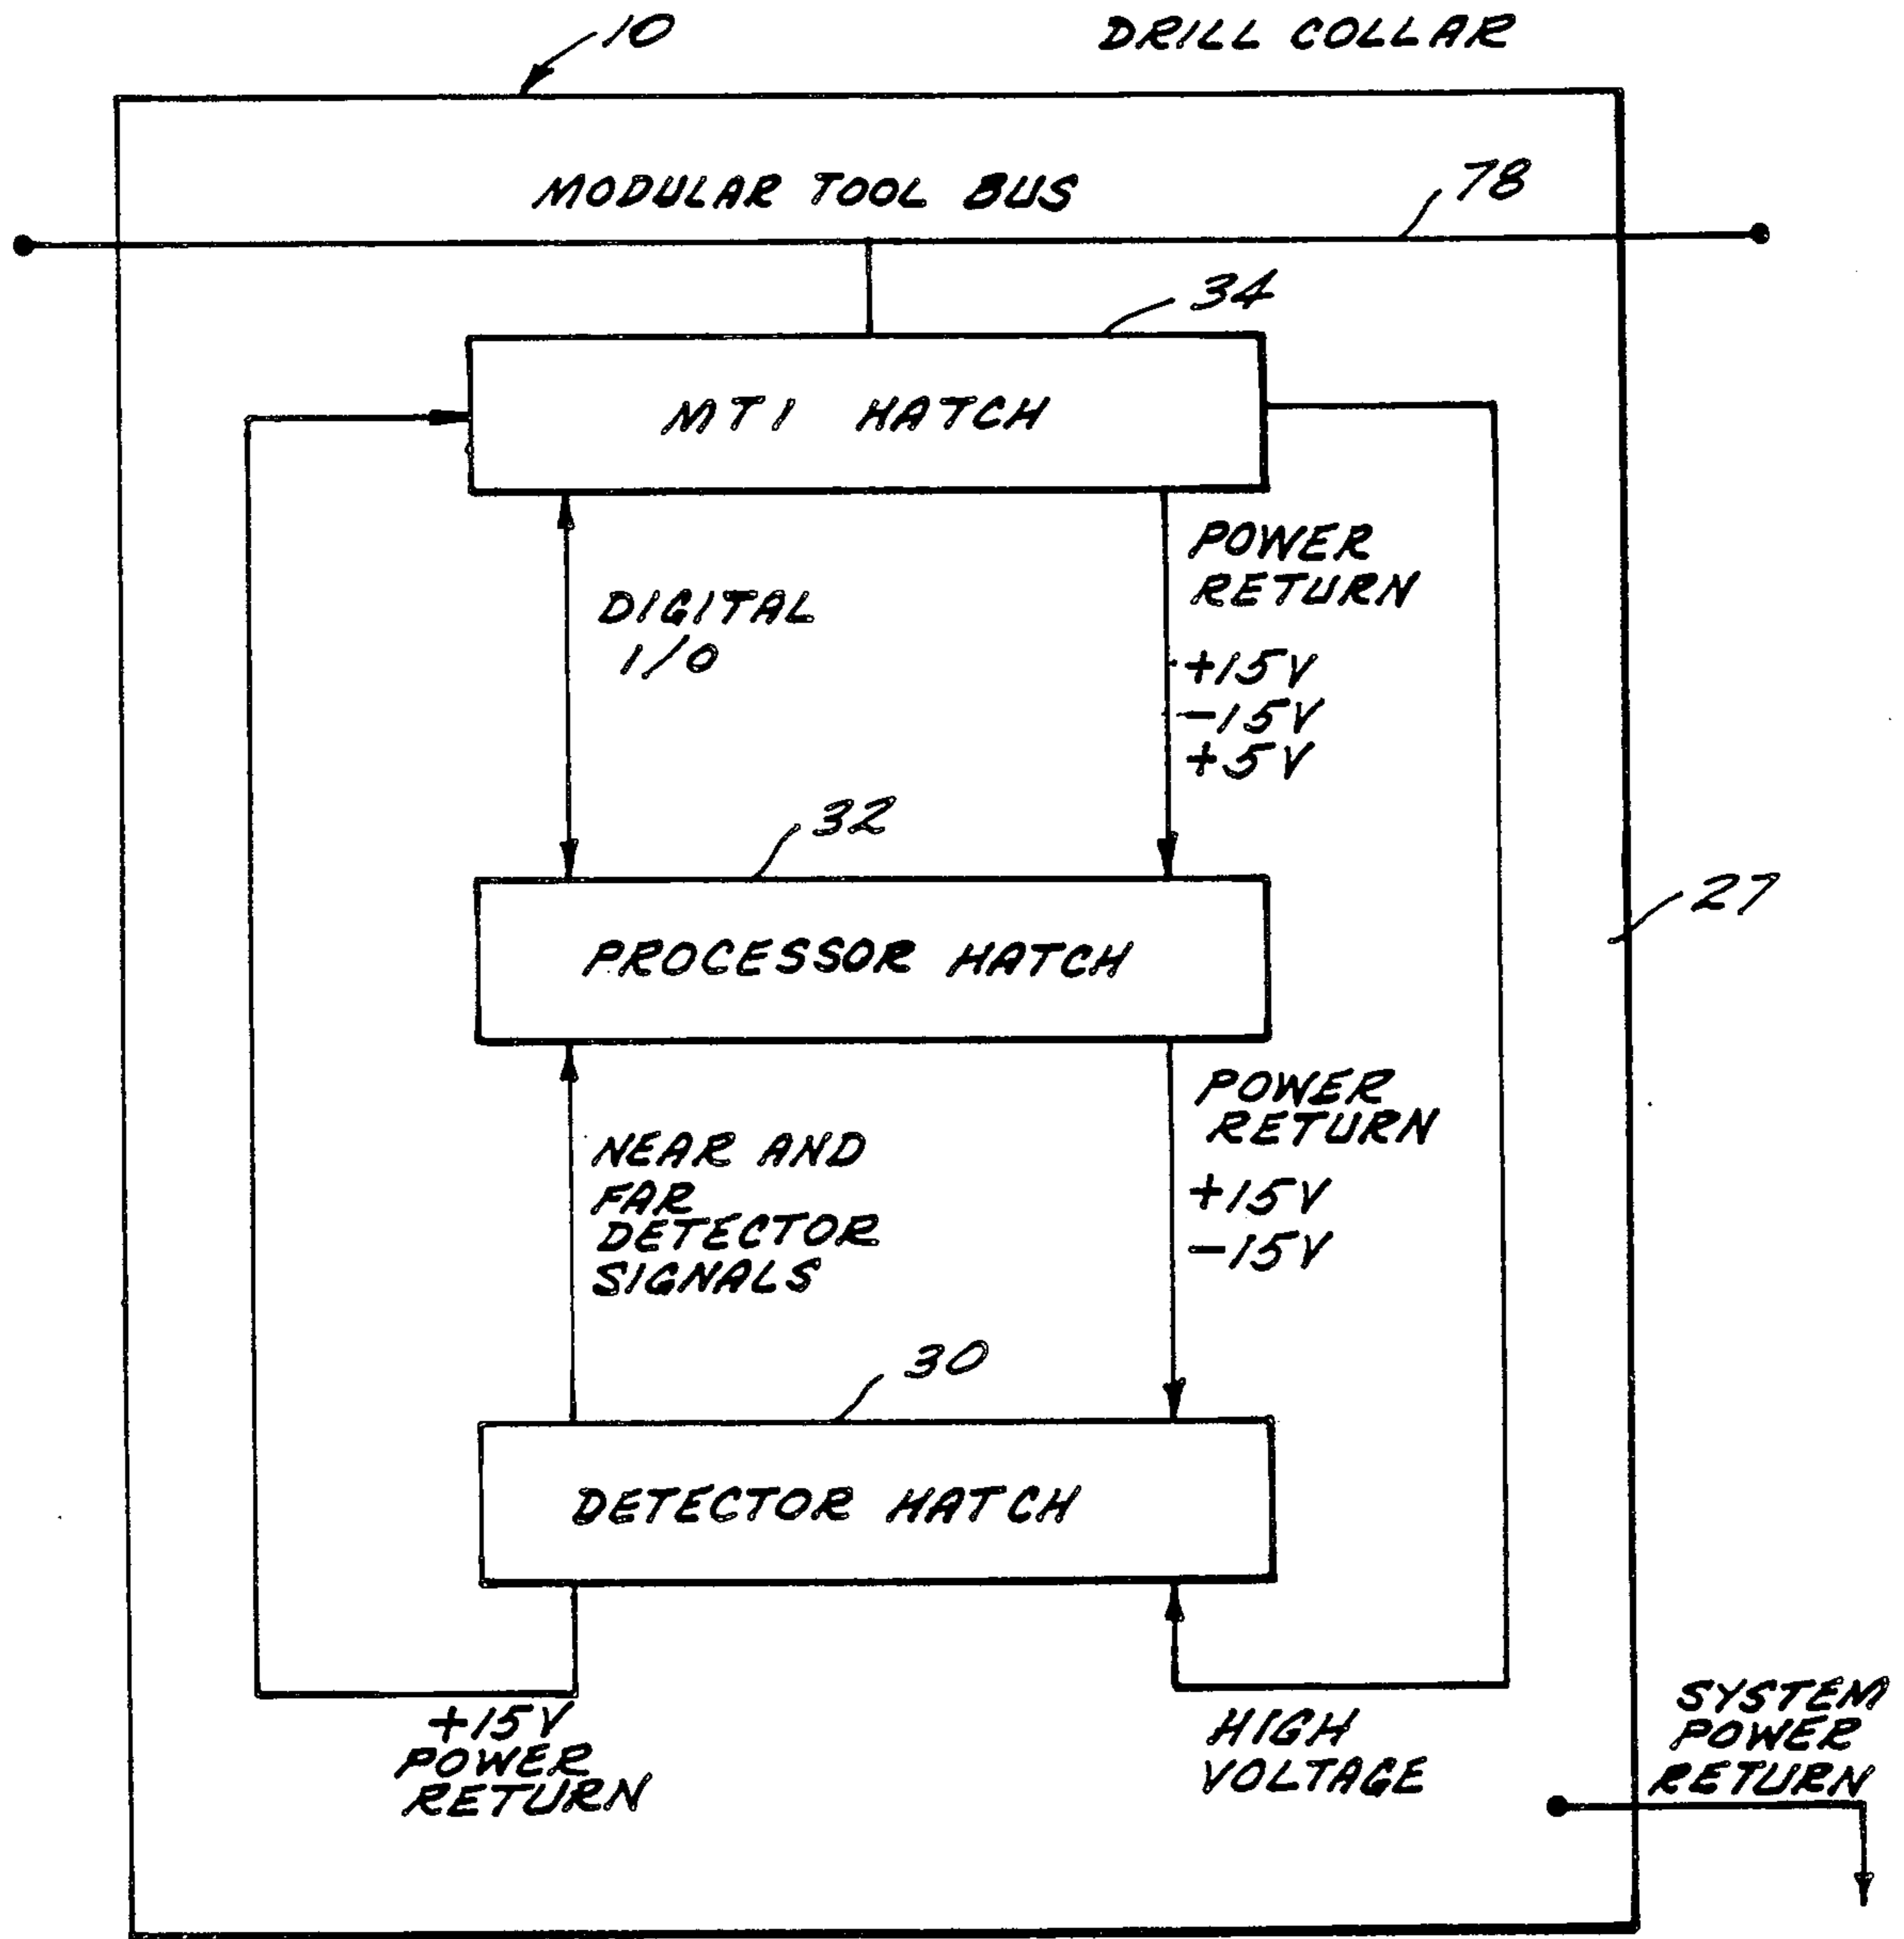 10
DRILL COLLAR
MODULAR TOOL BUS
78
34
MTI HATCH
DIGITAL
I/O
POWER
RETURN
+15V
-15V
+5V
32
27
PROCESSOR HATCH
NEAR AND
FAR
DETECTOR
SIGNALS
POWER
RETURN
+15V
-15V
30
DETECTOR HATCH
+15V
POWER
RETURN
HIGH
VOLTAGE
SYSTEM
POWER
RETURN